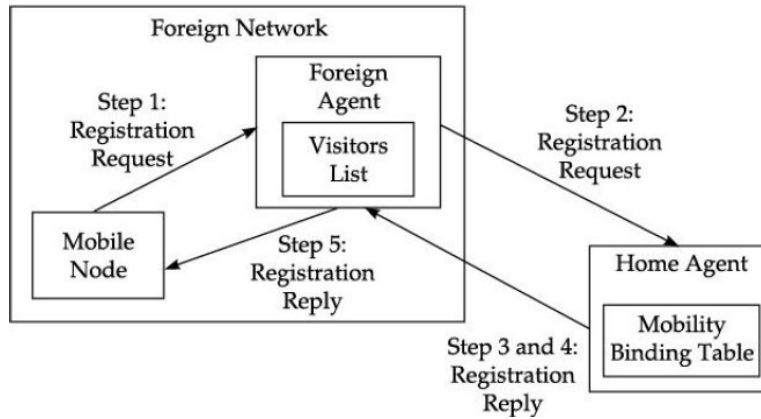 Foreign Network
Foreign
Agent
Visitors
List
Step 1:
Registration
Request
Mobile
Node
Step 5:
Registration
Reply
Step 2:
Registration
Request
Home Agent
Mobility
Binding Table
Step 3 and 4:
Registration
Reply